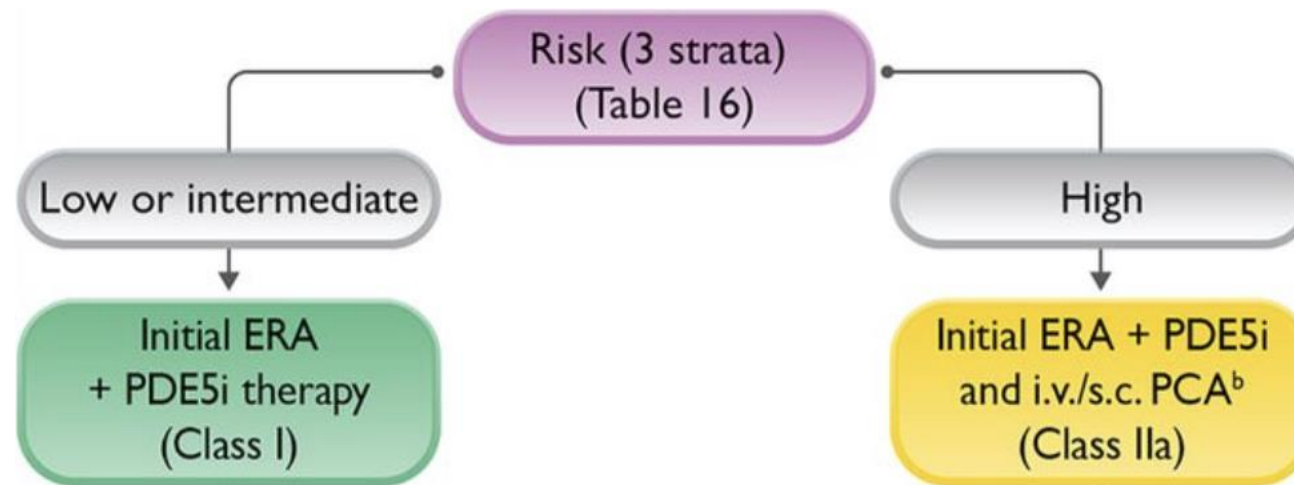 Risk (3 strata)
(Table 16)
Low or intermediate
High
Initial ERA
+ PDE5i therapy
(Class I)
Initial ERA + PDE5i
and i.v./s.c. PCAᵇ
(Class IIa)